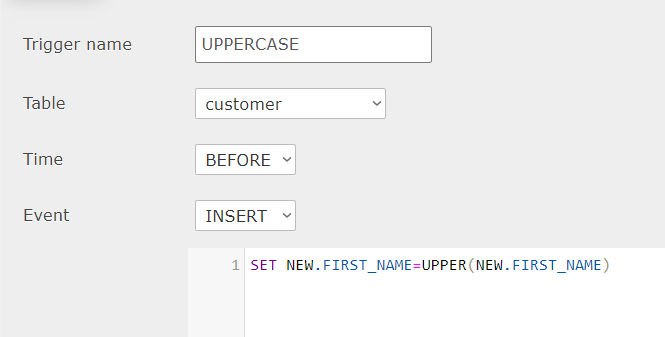 Trigger name UPPERCASE
Table customer
Time BEFORE
Event INSERT
1 SET NEW.FIRST_NAME=UPPER(NEW.FIRST_NAME)